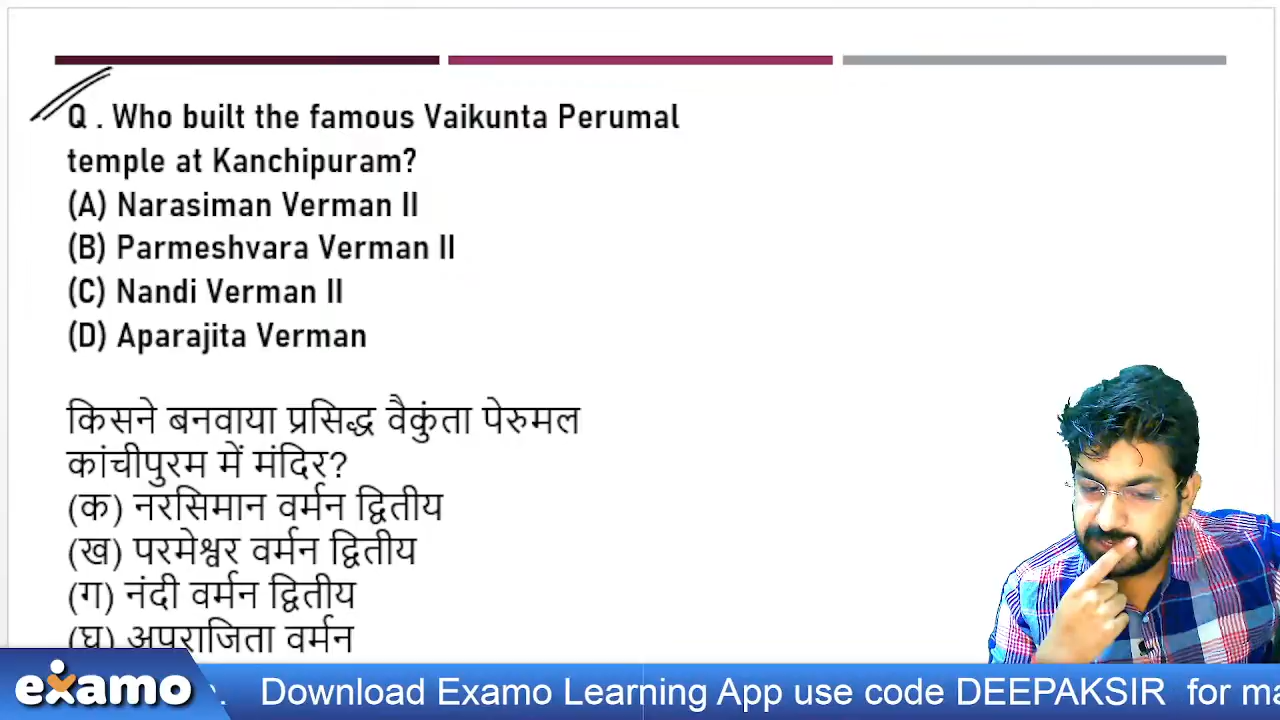 Q . Who built the famous Vaikunta Perumal
temple at Kanchipuram?
(A) Narasiman Verman II
(B) Parmeshvara Verman II
(C) Nandi Verman II
(D) Aparajita Verman
किसने बनवाया प्रसिद्ध वैकुंता पेरुमल
कांचीपुरम में मंदिर?
(क) नरसिमान वर्मन द्वितीय
(ख) परमेश्वर वर्मन द्वितीय
(ग) नंदी वर्मन द्वितीय
(घ) अपराजिता वर्मन
examo
Download Examo Learning App use code DEEPAKSIR for